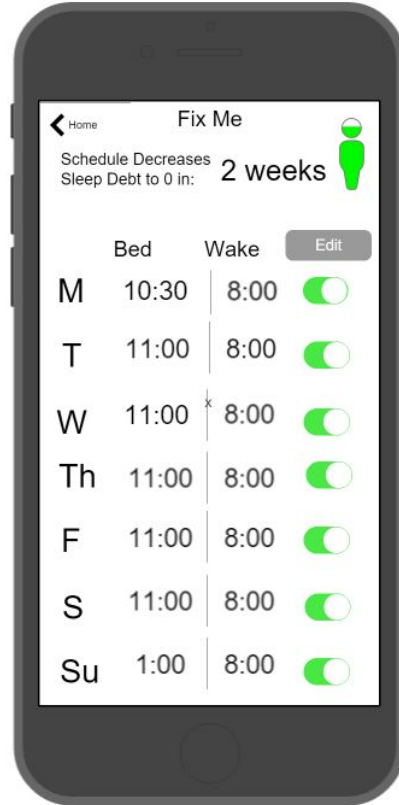 Home
Fix Me
Schedule Decreases
Sleep Debt to 0 in:
2 weeks
Bed Wake Edit
M 10:30 8:00
T 11:00 8:00
W 11:00 x 8:00
Th 11:00 8:00
F 11:00 8:00
S 11:00 8:00
Su 1:00 8:00